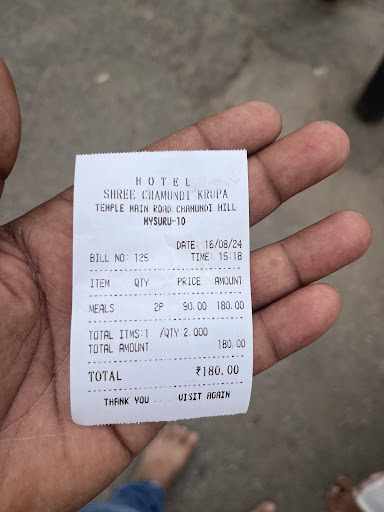 HOTEL
SHREE CHAMUNDI KRUPA
TEMPLE MAIN ROAD CHAMUNDI HILL
MYSURU-10
DATE: 16/08/24
BILL NO: 125 TIME: 15:18
ITEM QTY PRICE AMOUNT
MEALS 2P 90.00 180.00
TOTAL ITMS:1 /QTY:2.000
TOTAL AMOUNT 180.00
TOTAL ₹180.00
THANK YOU .... VISIT AGAIN